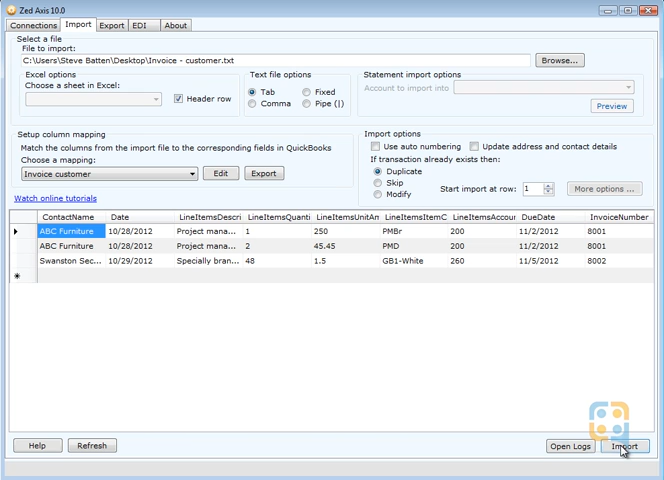 Zed Axis 10.0
Connections Import Export EDI About
Select a file
File to import:
C:\Users\Steve Batten\Desktop\Invoice - customer.txt Browse...
Excel options Text file options Statement import options
Choose a sheet in Excel: Tab Fixed Account to import into
Header row Comma Pipe (|) Preview
Setup column mapping Import options
Match the columns from the import file to the corresponding fields in QuickBooks Use auto numbering Update address and contact details
Choose a mapping: If transaction already exists then:
Invoice customer Edit Export Duplicate
Skip Start import at row: 1 More options ...
Modify
Watch online tutorials
ContactName Date LineItemsDescri LineItemsQuanti LineItemsUnitAm LineItemsItemC LineItemsAccour DueDate InvoiceNumber
ABC Furniture 10/28/2012 Project mana... 1 250 PMBr 200 11/2/2012 8001
ABC Furniture 10/28/2012 Project mana... 2 45.45 PMD 200 11/2/2012 8001
Swanston Sec... 10/29/2012 Specially bran... 48 1.5 GB1-White 260 11/5/2012 8002
Help Refresh Open Logs Import